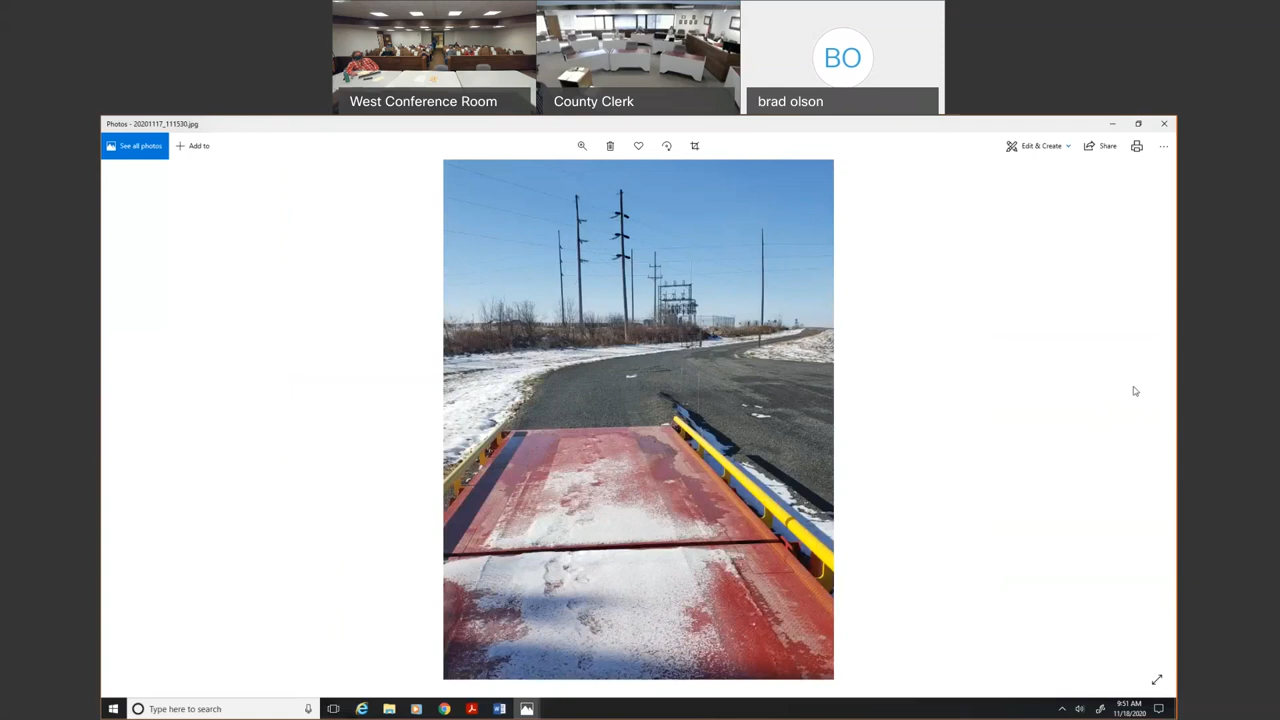 West Conference Room
County Clerk
BO
brad olson
Photos - 20201117_111530.jpg
See all photos
Add to
Edit & Create
Share
Type here to search
9:51 AM
11/18/2020